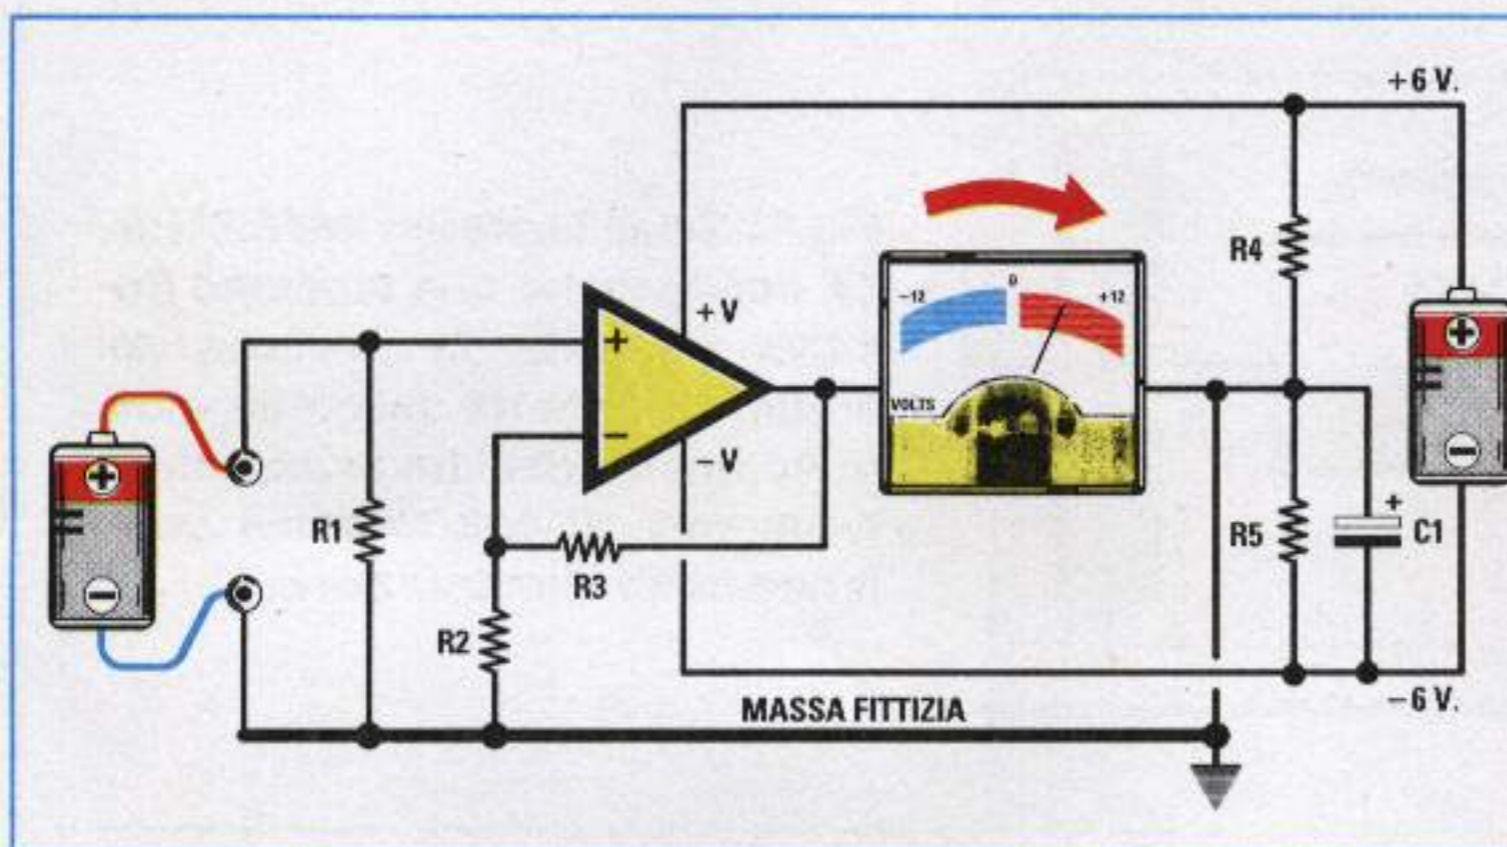 +6 V.
R4
+V
-12
0
+12
VOLTS
+
+
+
-
-V
-
-
R1
R3
R2
R5
+
C1
MASSA FITTIZIA
-6 V.